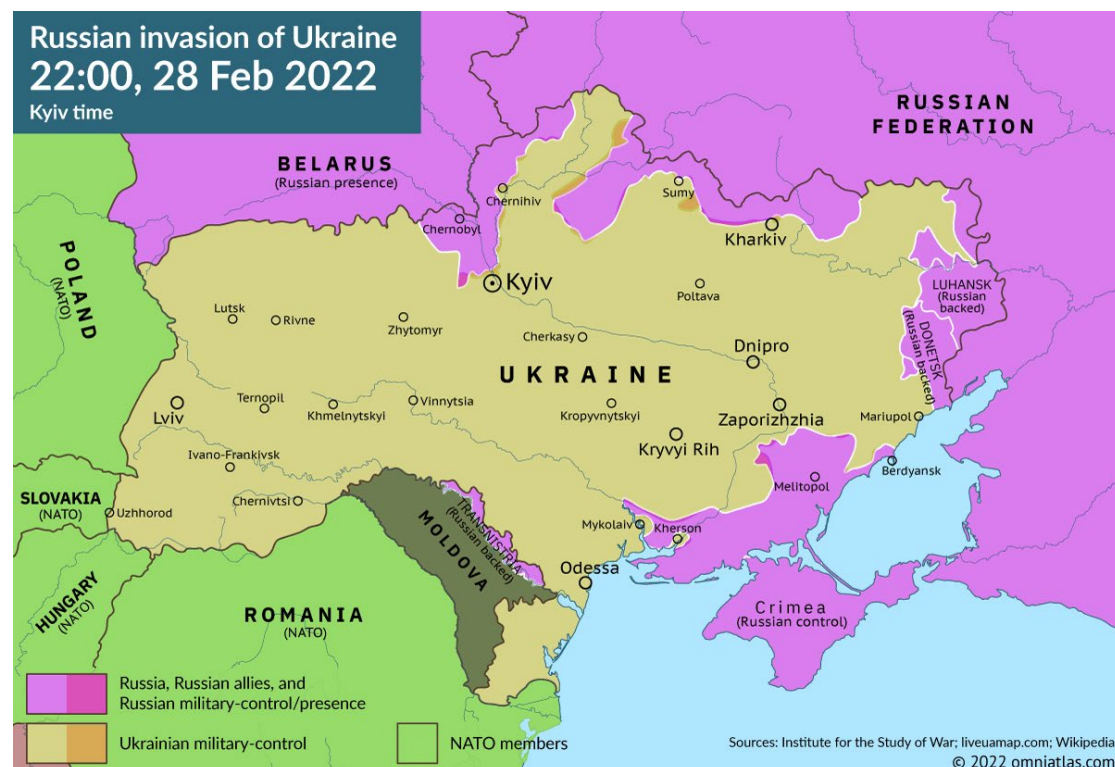 Russian invasion of Ukraine
22:00, 28 Feb 2022
Kyiv time
RUSSIAN
FEDERATION
BELARUS
(Russian presence)
Chernihiv
Sumy
Chernobyl
Kharkiv
POLAND
(NATO)
Kyiv
Poltava
LUHANSK
(Russian
backed)
Lutsk
Rivne
Zhytomyr
Cherkasy
DONETSK
(Russian backed)
Dnipro
UKRAINE
Lviv
Ternopil
Khmelnytskyi
Vinnytsia
Kropyvnytskyi
Zaporizhzhia
Mariupol
Kryvyi Rih
Ivano-Frankivsk
Berdyansk
Melitopol
SLOVAKIA
(NATO)
Uzhhorod
Chernivtsi
TRANSNISTRIA
(Russian backed)
MOLDOVA
Mykolaiv
Kherson
Odessa
HUNGARY
(NATO)
ROMANIA
(NATO)
Crimea
(Russian control)
Russia, Russian allies, and
Russian military-control/presence
Ukrainian military-control
NATO members
Sources: Institute for the Study of War; liveuamap.com; Wikipedia
© 2022 omniatlas.com